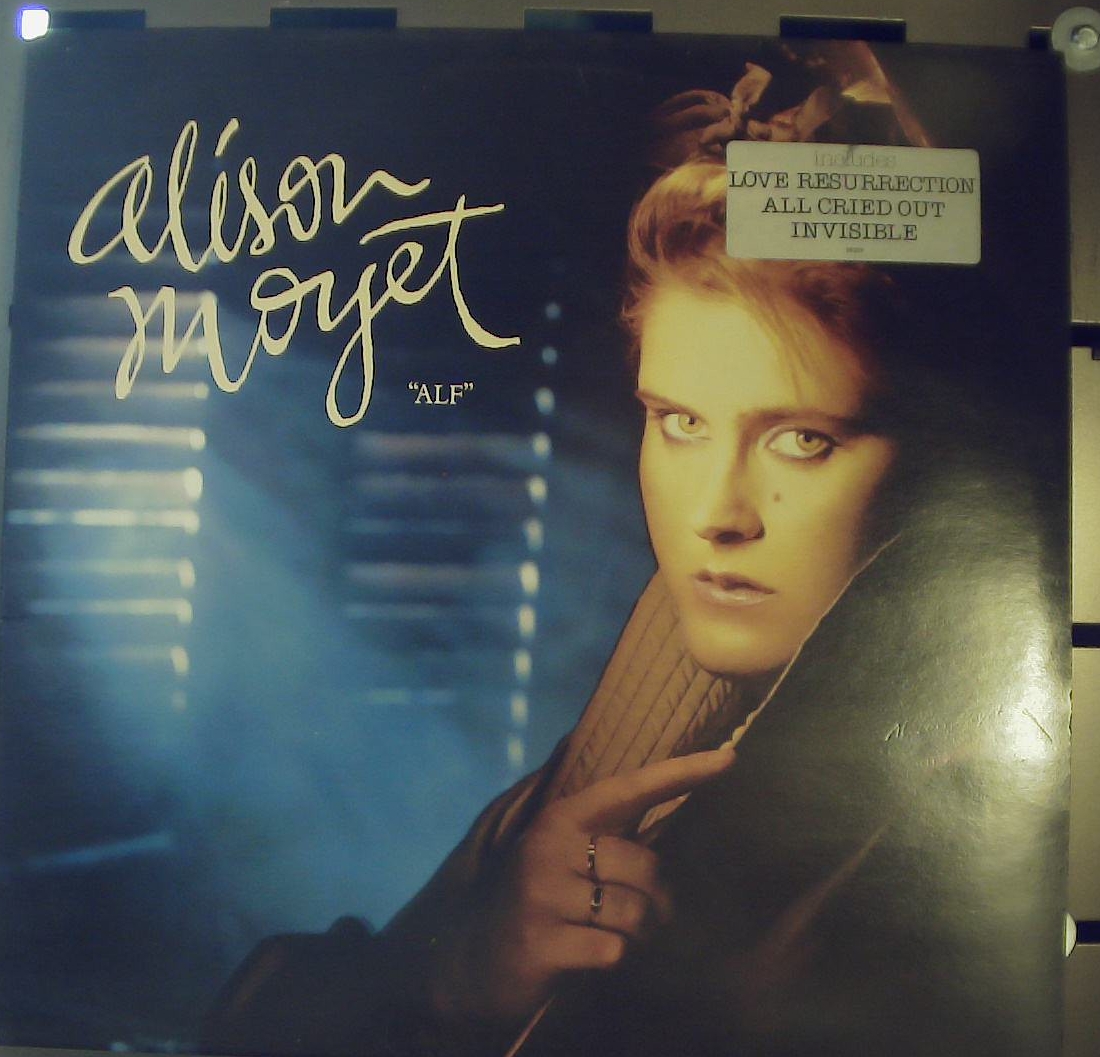 alison
moyet
“ALF”
Includes
LOVE RESURRECTION
ALL CRIED OUT
INVISIBLE